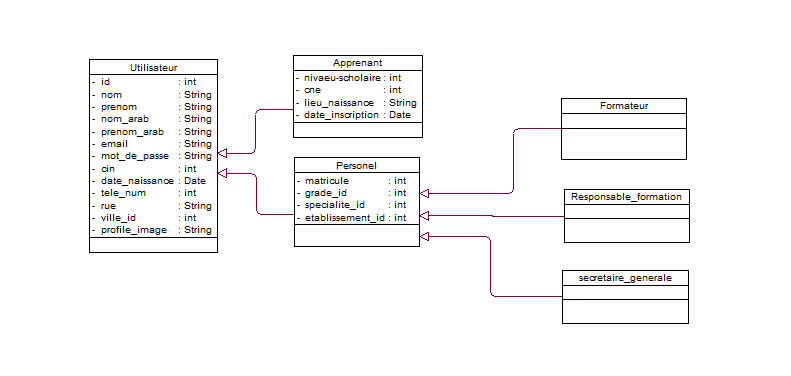 Utilisateur
- id : int
- nom : String
- prenom : String
- nom_arab : String
- prenom_arab : String
- email : String
- mot_de_passe : String
- cin : int
- date_naissance : Date
- tele_num : int
- rue : String
- ville_id : int
- profile_image : String
Apprenant
- nivaeu-scholaire : int
- cne : int
- lieu_naissance : String
- date_inscription : Date
Personel
- matricule : int
- grade_id : int
- specialite_id : int
- etablissement_id : int
Formateur
Responsable_formation
secretaire_generale